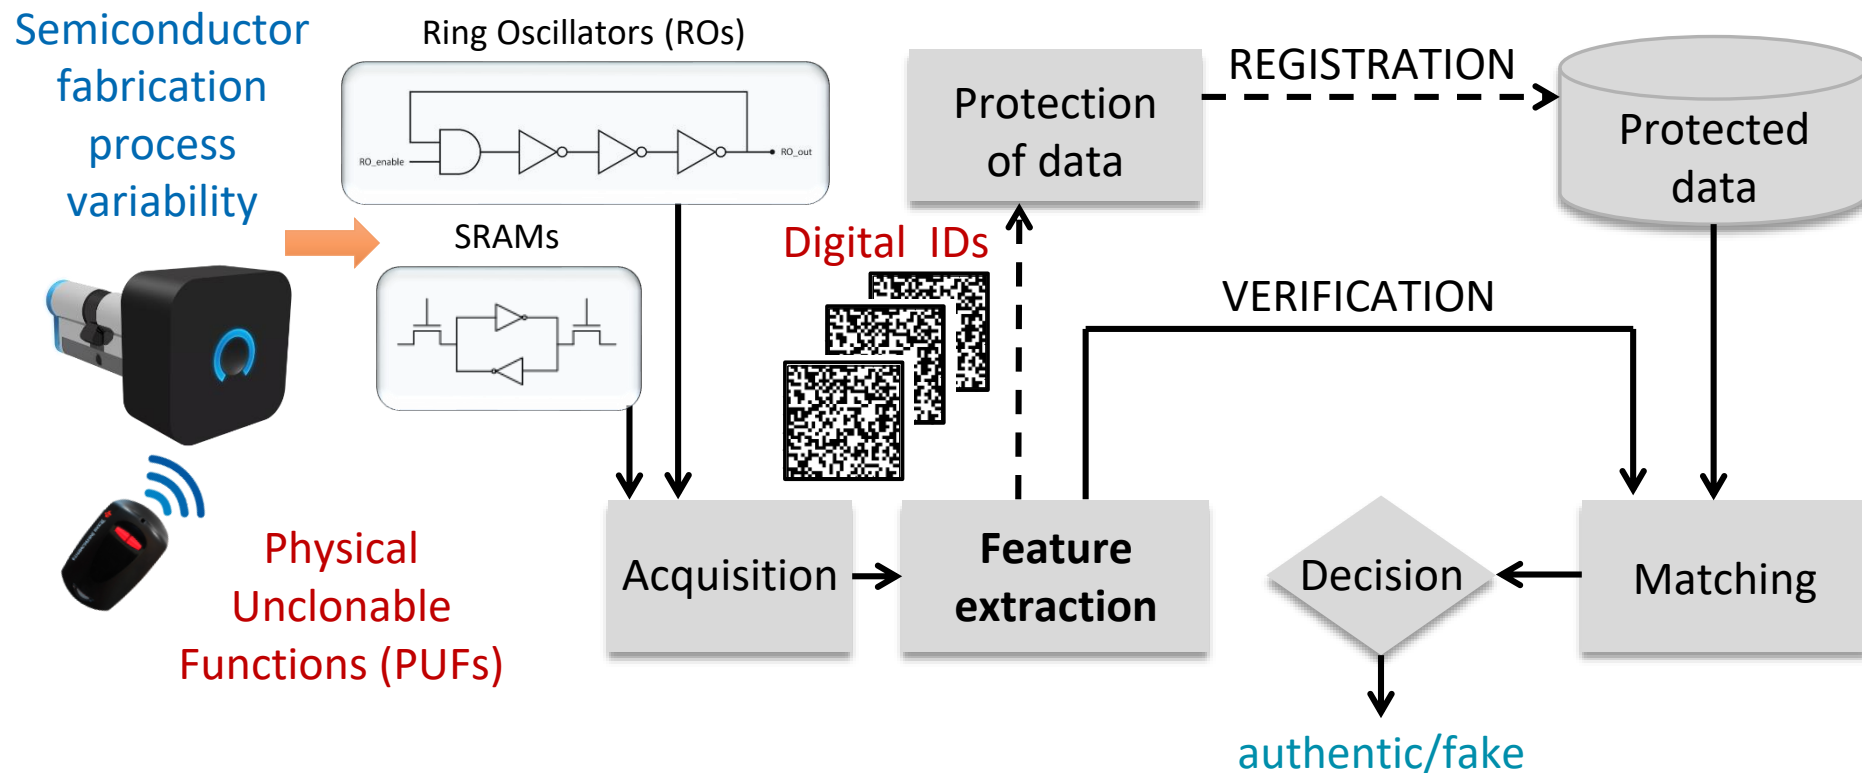 Semiconductor
fabrication
process
variability
Ring Oscillators (ROs)
RO_enable
RO_out
SRAMs
Physical
Unclonable
Functions (PUFs)
Digital IDs
Protection
of data
REGISTRATION
Protected
data
VERIFICATION
Acquisition
Feature
extraction
Decision
Matching
authentic/fake